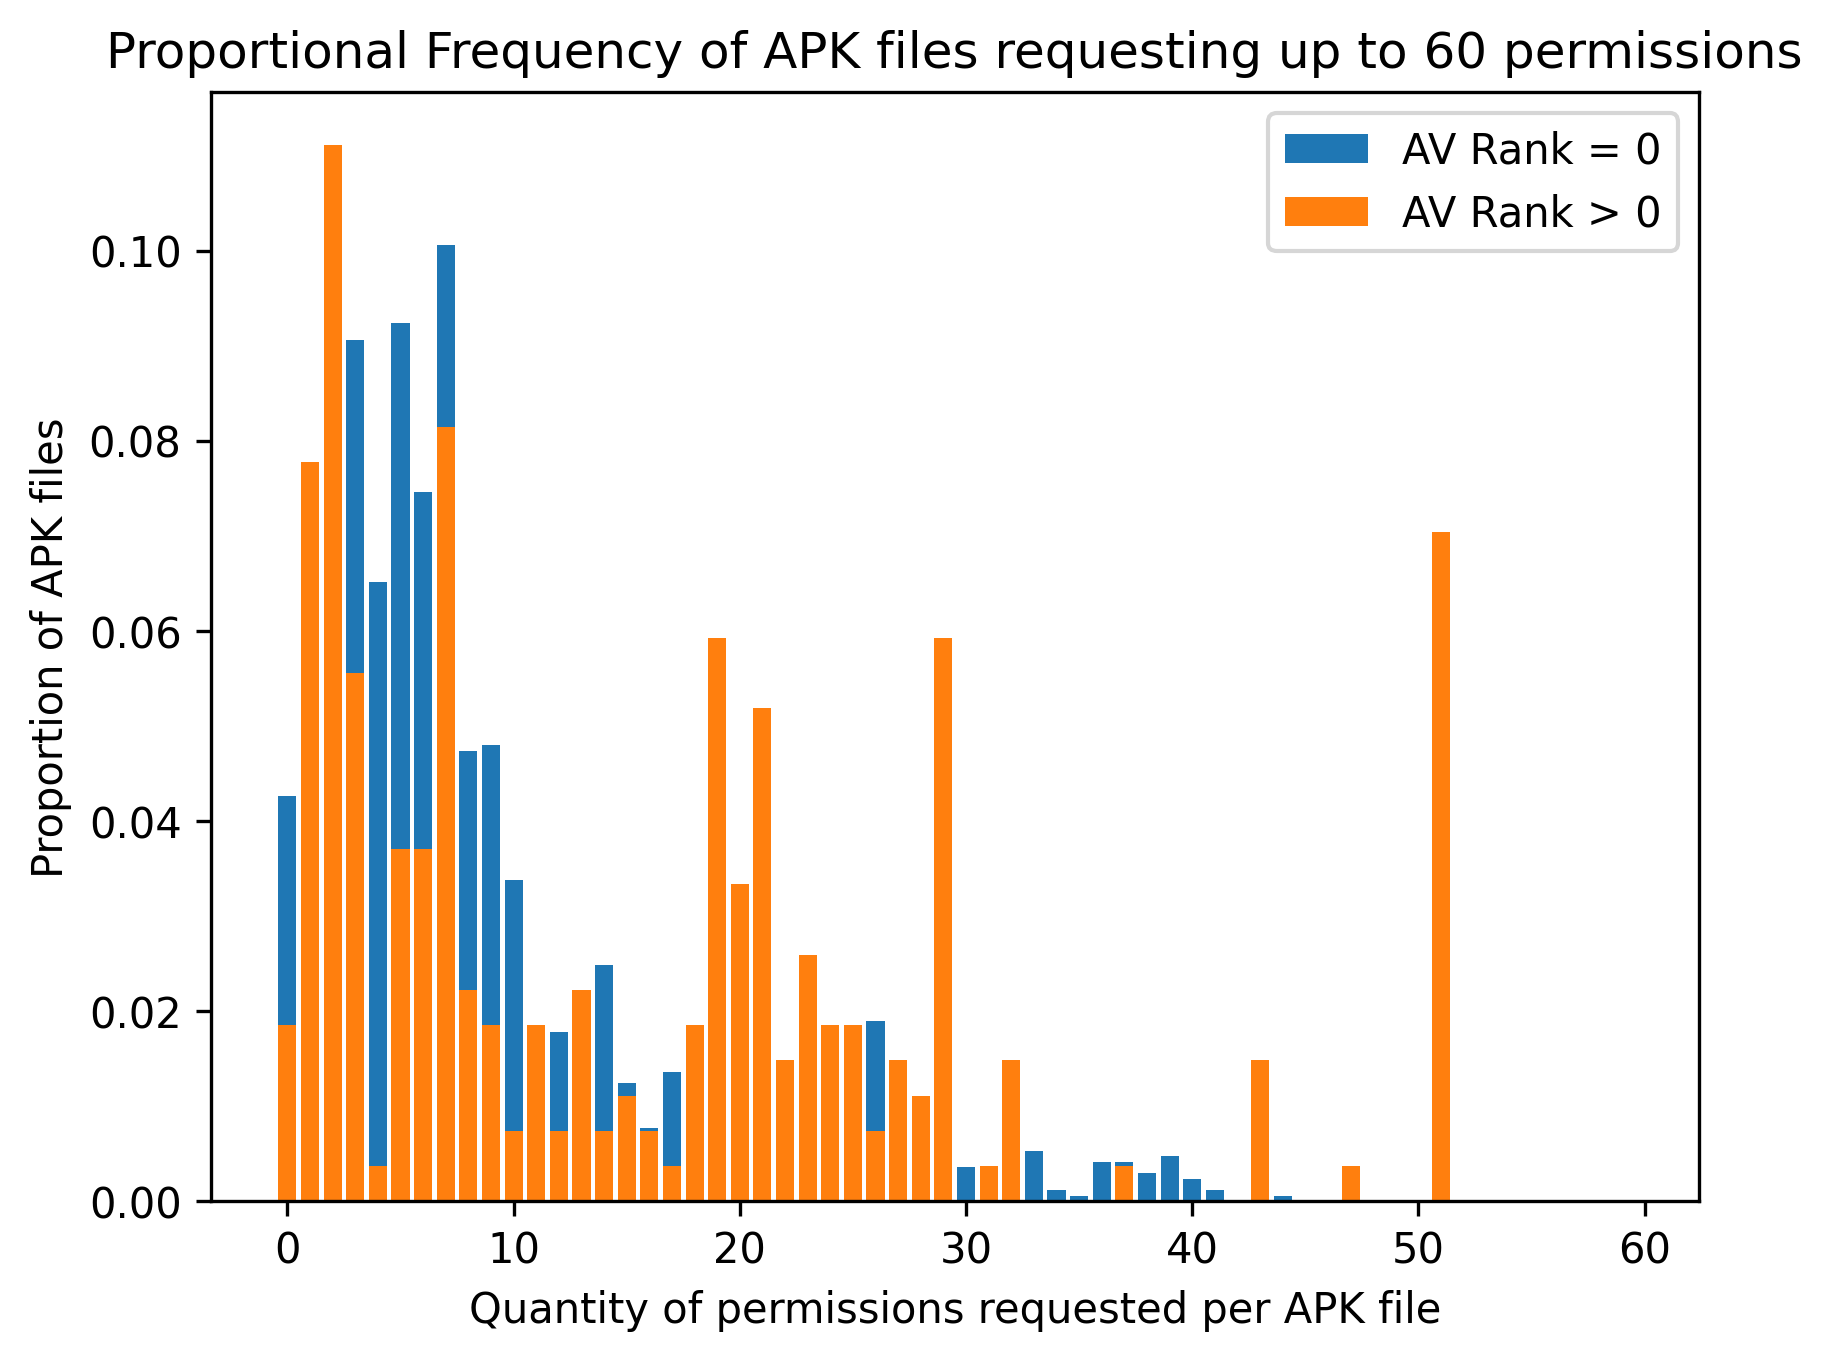 Proportional Frequency of APK files requesting up to 60 permissions
AV Rank = 0
AV Rank > 0
Proportion of APK files
0.10
0.08
0.06
0.04
0.02
0.00
0 10 20 30 40 50 60
Quantity of permissions requested per APK file